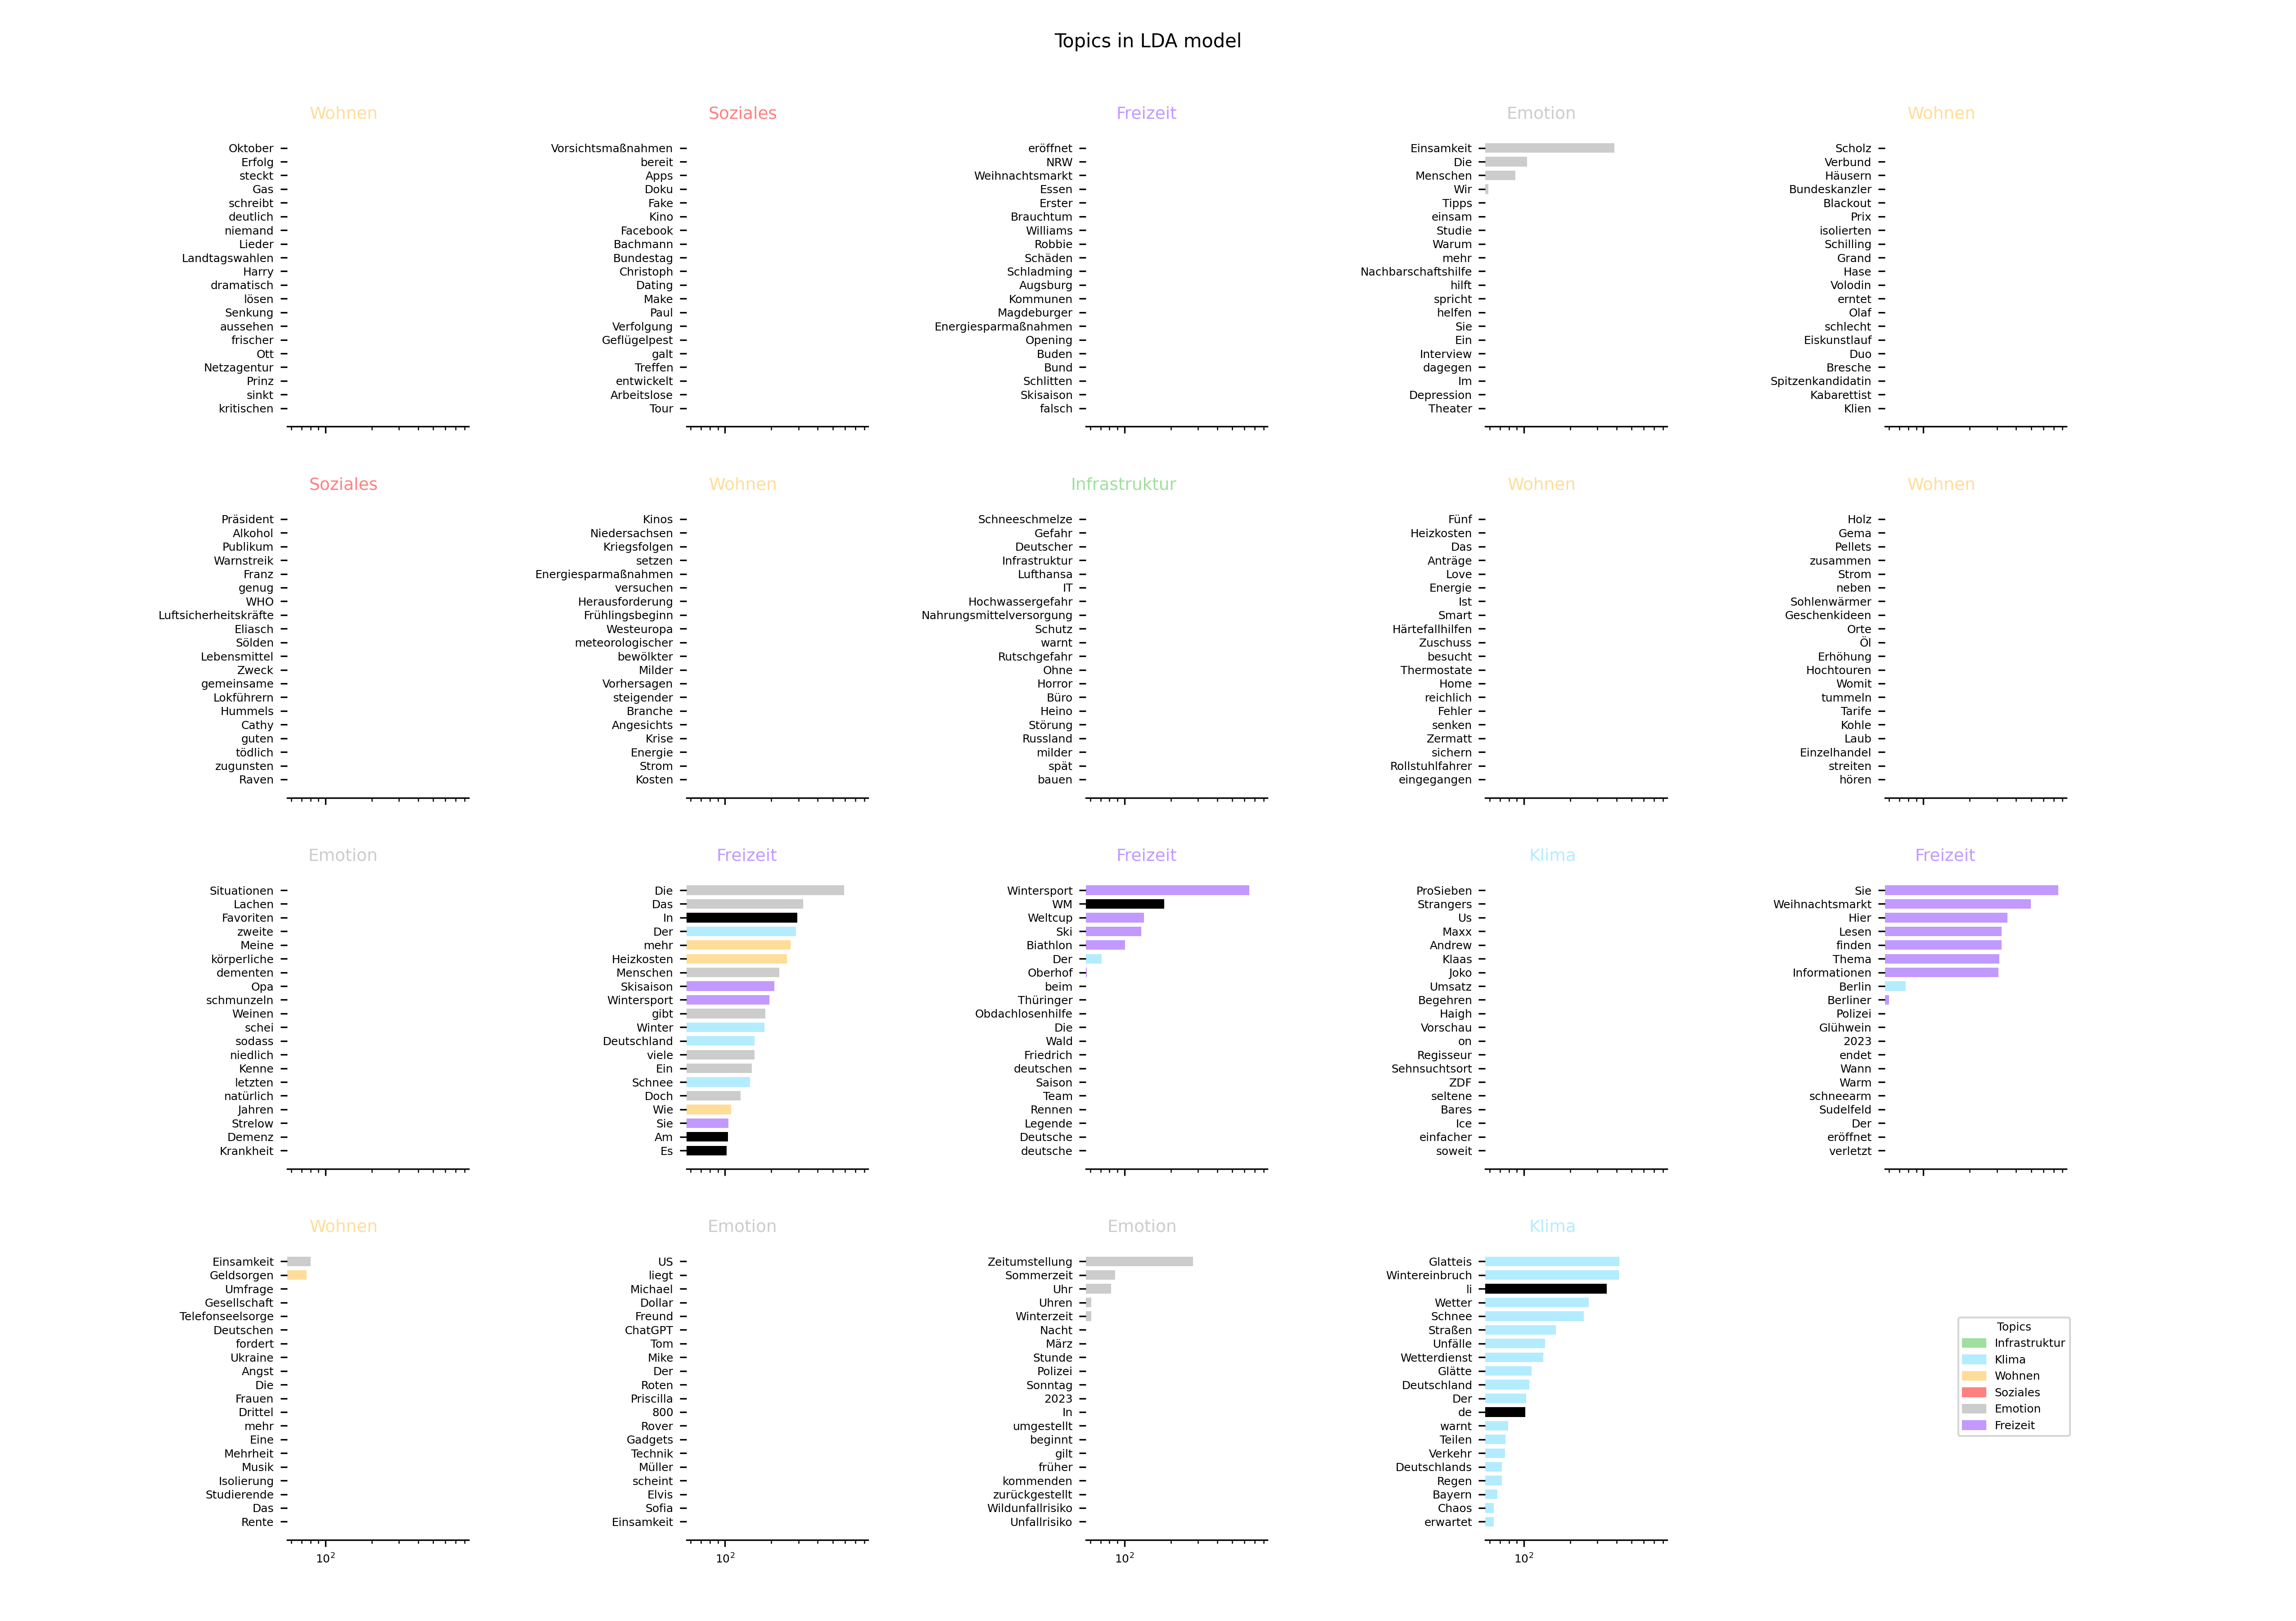 Topics in LDA model
Wohnen
Oktober
Erfolg
steckt
Gas
schreibt
deutlich
niemand
Lieder
Landtagswahlen
Harry
dramatisch
lösen
Senkung
aussehen
frischer
Ott
Netzagentur
Prinz
sinkt
kritischen
Soziales
Vorsichtsmaßnahmen
bereit
Apps
Doku
Fake
Kino
Facebook
Bachmann
Bundestag
Christoph
Dating
Make
Paul
Verfolgung
Geflügelpest
galt
Treffen
entwickelt
Arbeitslose
Tour
Freizeit
eröffnet
NRW
Weihnachtsmarkt
Essen
Erster
Brauchtum
Williams
Robbie
Schäden
Schladming
Augsburg
Kommunen
Magdeburger
Energiesparmaßnahmen
Opening
Buden
Bund
Schlitten
Skisaison
falsch
Emotion
Einsamkeit
Die
Menschen
Wir
Tipps
einsam
Studie
Warum
mehr
Nachbarschaftshilfe
hilft
spricht
helfen
Sie
Ein
Interview
dagegen
Im
Depression
Theater
Wohnen
Scholz
Verbund
Häusern
Bundeskanzler
Blackout
Prix
isolierten
Schilling
Grand
Hase
Volodin
erntet
Olaf
schlecht
Eiskunstlauf
Duo
Bresche
Spitzenkandidatin
Kabarettist
Klien
Soziales
Präsident
Alkohol
Publikum
Warnstreik
Franz
genug
WHO
Luftsicherheitskräfte
Eliasch
Sölden
Lebensmittel
Zweck
gemeinsame
Lokführern
Hummels
Cathy
guten
tödlich
zugunsten
Raven
Wohnen
Kinos
Niedersachsen
Kriegsfolgen
setzen
Energiesparmaßnahmen
versuchen
Herausforderung
Frühlingsbeginn
Westeuropa
meteorologischer
bewölkter
Milder
Vorhersagen
steigender
Branche
Angesichts
Krise
Energie
Strom
Kosten
Infrastruktur
Schneeschmelze
Gefahr
Deutscher
Infrastruktur
Lufthansa
IT
Hochwassergefahr
Nahrungsmittelversorgung
Schutz
warnt
Rutschgefahr
Ohne
Horror
Büro
Heino
Störung
Russland
milder
spät
bauen
Wohnen
Fünf
Heizkosten
Das
Anträge
Love
Energie
Ist
Smart
Härtefallhilfen
Zuschuss
besucht
Thermostate
Home
reichlich
Fehler
senken
Zermatt
sichern
Rollstuhlfahrer
eingegangen
Wohnen
Holz
Gema
Pellets
zusammen
Strom
neben
Sohlenwärmer
Geschenkideen
Orte
Öl
Erhöhung
Hochtouren
Womit
tummeln
Tarife
Kohle
Laub
Einzelhandel
streiten
hören
Emotion
Situationen
Lachen
Favoriten
zweite
Meine
körperliche
dementen
Opa
schmunzeln
Weinen
schei
sodass
niedlich
Kenne
letzten
natürlich
Jahren
Strelow
Demenz
Krankheit
Freizeit
Die
Das
In
Der
mehr
Heizkosten
Menschen
Skisaison
Wintersport
gibt
Winter
Deutschland
viele
Ein
Schnee
Doch
Wie
Sie
Am
Es
Freizeit
Wintersport
WM
Weltcup
Ski
Biathlon
Der
Oberhof
beim
Thüringer
Obdachlosenhilfe
Die
Wald
Friedrich
deutschen
Saison
Team
Rennen
Legende
Deutsche
deutsche
Klima
ProSieben
Strangers
Us
Maxx
Andrew
Klaas
Joko
Umsatz
Begehren
Haigh
Vorschau
on
Regisseur
Sehnsuchtsort
ZDF
seltene
Bares
Ice
einfacher
soweit
Freizeit
Sie
Weihnachtsmarkt
Hier
Lesen
finden
Thema
Informationen
Berlin
Berliner
Polizei
Glühwein
2023
endet
Wann
Warm
schneearm
Sudelfeld
Der
eröffnet
verletzt
Wohnen
Einsamkeit
Geldsorgen
Umfrage
Gesellschaft
Telefonseelsorge
Deutschen
fordert
Ukraine
Angst
Die
Frauen
Drittel
mehr
Eine
Mehrheit
Musik
Isolierung
Studierende
Das
Rente
10²
Emotion
US
liegt
Michael
Dollar
Freund
ChatGPT
Tom
Mike
Der
Roten
Priscilla
800
Rover
Gadgets
Technik
Müller
scheint
Elvis
Sofia
Einsamkeit
10²
Emotion
Zeitumstellung
Sommerzeit
Uhr
Uhren
Winterzeit
Nacht
März
Stunde
Polizei
Sonntag
2023
In
umgestellt
beginnt
gilt
früher
kommenden
zurückgestellt
Wildunfallrisiko
Unfallrisiko
10²
Klima
Glatteis
Wintereinbruch
li
Wetter
Schnee
Straßen
Unfälle
Wetterdienst
Glätte
Deutschland
Der
de
warnt
Teilen
Verkehr
Deutschlands
Regen
Bayern
Chaos
erwartet
10²
Topics
Infrastruktur
Klima
Wohnen
Soziales
Emotion
Freizeit